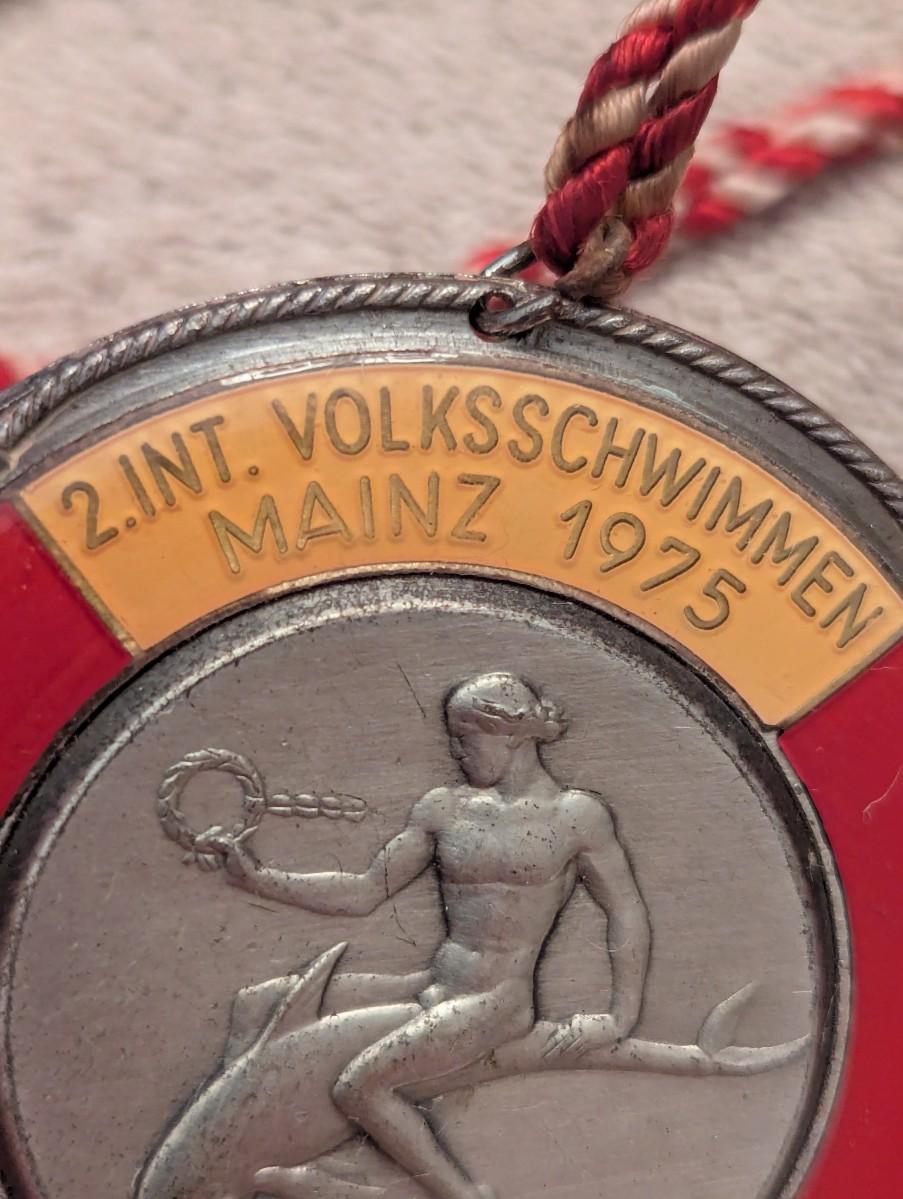 2.INT. VOLKSSCHWIMMEN
MAINZ 1975